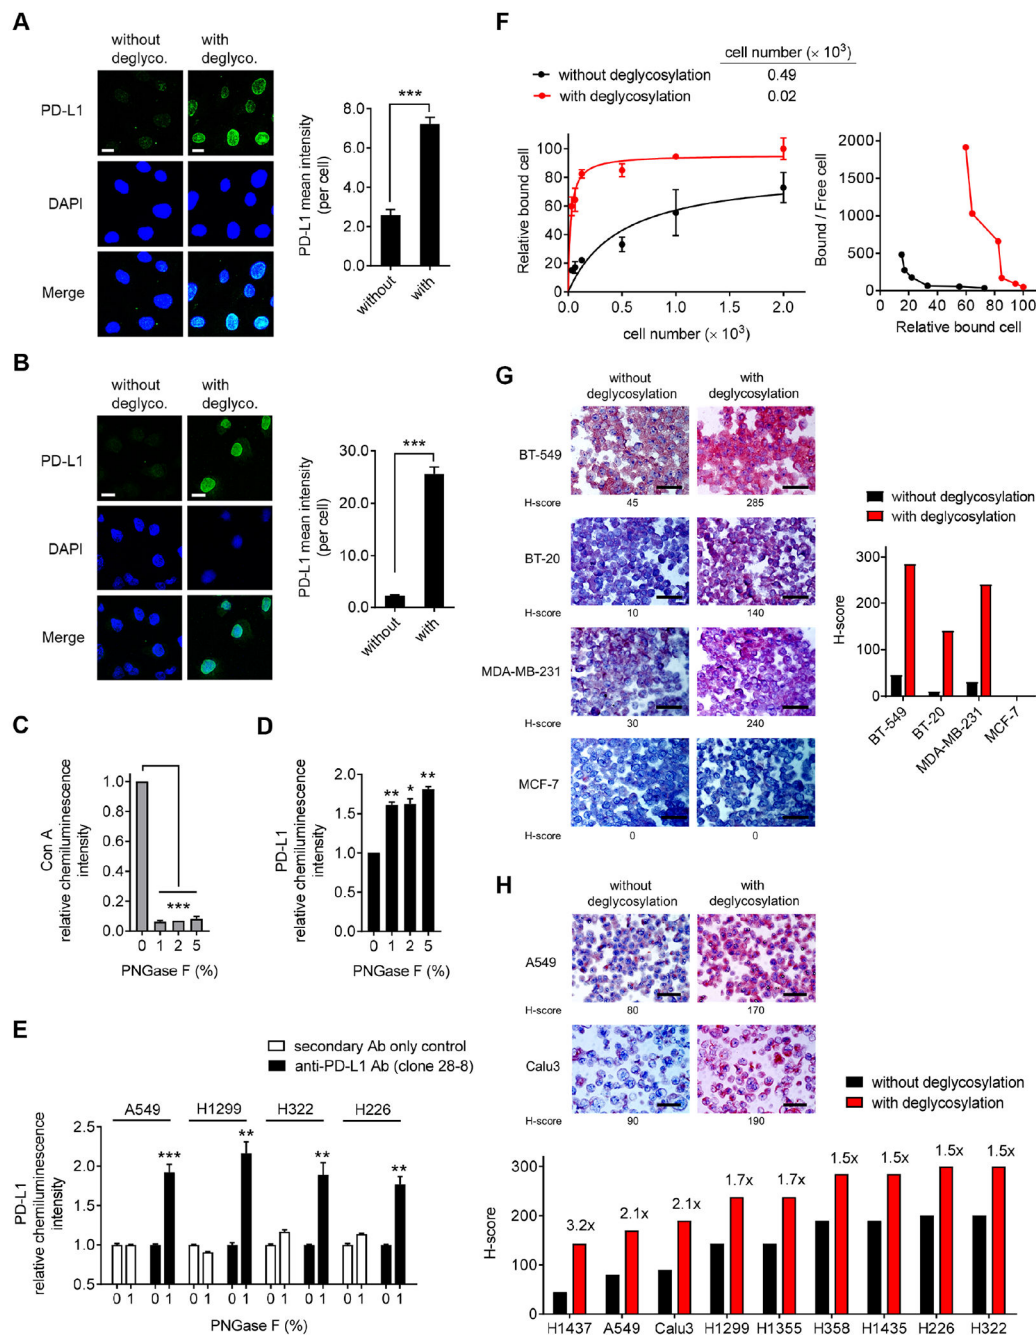 A
without deglyco.
with deglyco.
PD-L1
DAPI
Merge
PD-L1 mean intensity (per cell)
8.0
6.0
4.0
2.0
0.0
***
without
with
B
without deglyco.
with deglyco.
PD-L1
DAPI
Merge
PD-L1 mean intensity (per cell)
30.0
20.0
10.0
0.0
***
without
with
C
Con A relative chemiluminescence intensity
1.0
0.8
0.6
0.4
0.2
0.0
***
0 1 2 5
PNGase F (%)
D
PD-L1 relative chemiluminescence intensity
2.0
1.5
1.0
0.5
** * **
0 1 2 5
PNGase F (%)
E
secondary Ab only control
anti-PD-L1 Ab (clone 28-8)
A549 H1299 H322 H226
PD-L1 relative chemiluminescence intensity
2.5
2.0
1.5
1.0
0.5
*** ** ** **
0 1 0 1 0 1 0 1 0 1 0 1 0 1 0 1
PNGase F (%)
F
cell number (× 10³)
without deglycosylation 0.49
with deglycosylation 0.02
Relative bound cell
100
80
60
40
20
0
0.0 0.5 1.0 2.0
cell number (× 10³)
Bound / Free cell
2000
1500
1000
500
0
0 20 40 60 80 100
Relative bound cell
G
without deglycosylation
with deglycosylation
BT-549
H-score 45 285
BT-20
H-score 10 140
MDA-MB-231
H-score 30 240
MCF-7
H-score 0 0
without deglycosylation
with deglycosylation
H-score
300
200
100
0
BT-549
BT-20
MDA-MB-231
MCF-7
H
without deglycosylation
with deglycosylation
A549
H-score 80 170
Calu3
H-score 90 190
without deglycosylation
with deglycosylation
H-score
300
200
100
0
3.2x 2.1x 2.1x 1.7x 1.7x 1.5x 1.5x 1.5x 1.5x
H1437 A549 Calu3 H1299 H1355 H358 H1435 H226 H322